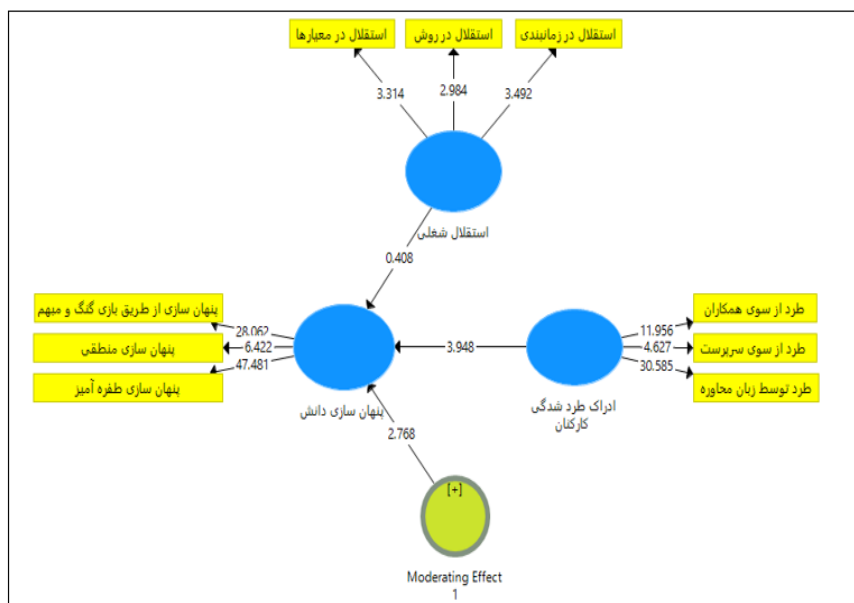 استقلال در معیارها
استقلال در روش
استقلال در زمانبندی
3.314
2.984
3.492
استقلال شغلی
0.408
پنهان سازی از طریق بازی گنگ و مبهم
پنهان سازی منطقی
پنهان سازی طفره آمیز
28.062
6.422
47.481
پنهان سازی دانش
3.948
ادراک طرد شدگی
کارکنان
11.956
4.627
30.585
طرد از سوی همکاران
طرد از سوی سرپرست
طرد توسط زبان محاوره
2.768
[+]
Moderating Effect
1